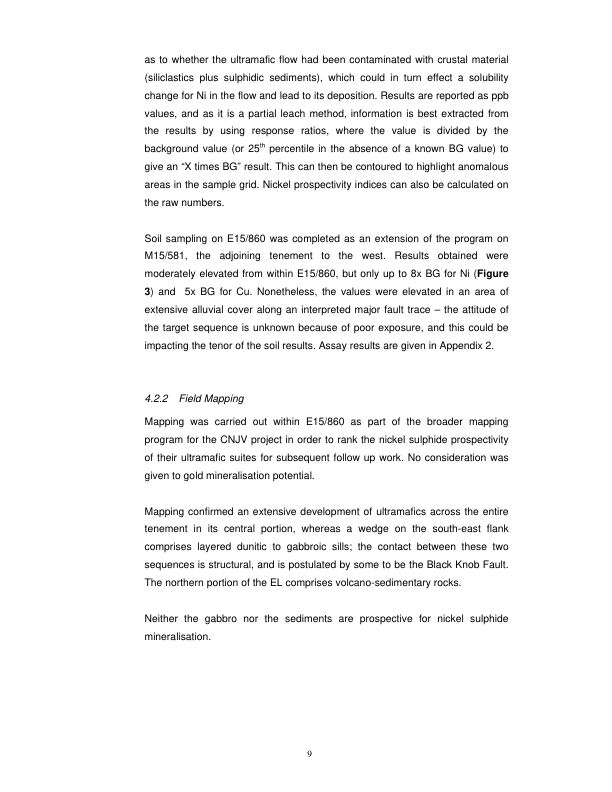 as to whether the ultramafic flow had been contaminated with crustal material
(siliclastics plus sulphidic sediments), which could in turn effect a solubility
change for Ni in the flow and lead to its deposition. Results are reported as ppb
values, and as it is a partial leach method, information is best extracted from
the results by using response ratios, where the value is divided by the
background value (or 25th percentile in the absence of a known BG value) to
give an “X times BG” result. This can then be contoured to highlight anomalous
areas in the sample grid. Nickel prospectivity indices can also be calculated on
the raw numbers.
Soil sampling on E15/860 was completed as an extension of the program on
M15/581, the adjoining tenement to the west. Results obtained were
moderately elevated from within E15/860, but only up to 8x BG for Ni (Figure
3) and 5x BG for Cu. Nonetheless, the values were elevated in an area of
extensive alluvial cover along an interpreted major fault trace – the attitude of
the target sequence is unknown because of poor exposure, and this could be
impacting the tenor of the soil results. Assay results are given in Appendix 2.
4.2.2 Field Mapping
Mapping was carried out within E15/860 as part of the broader mapping
program for the CNJV project in order to rank the nickel sulphide prospectivity
of their ultramafic suites for subsequent follow up work. No consideration was
given to gold mineralisation potential.
Mapping confirmed an extensive development of ultramafics across the entire
tenement in its central portion, whereas a wedge on the south-east flank
comprises layered dunitic to gabbroic sills; the contact between these two
sequences is structural, and is postulated by some to be the Black Knob Fault.
The northern portion of the EL comprises volcano-sedimentary rocks.
Neither the gabbro nor the sediments are prospective for nickel sulphide
mineralisation.
9